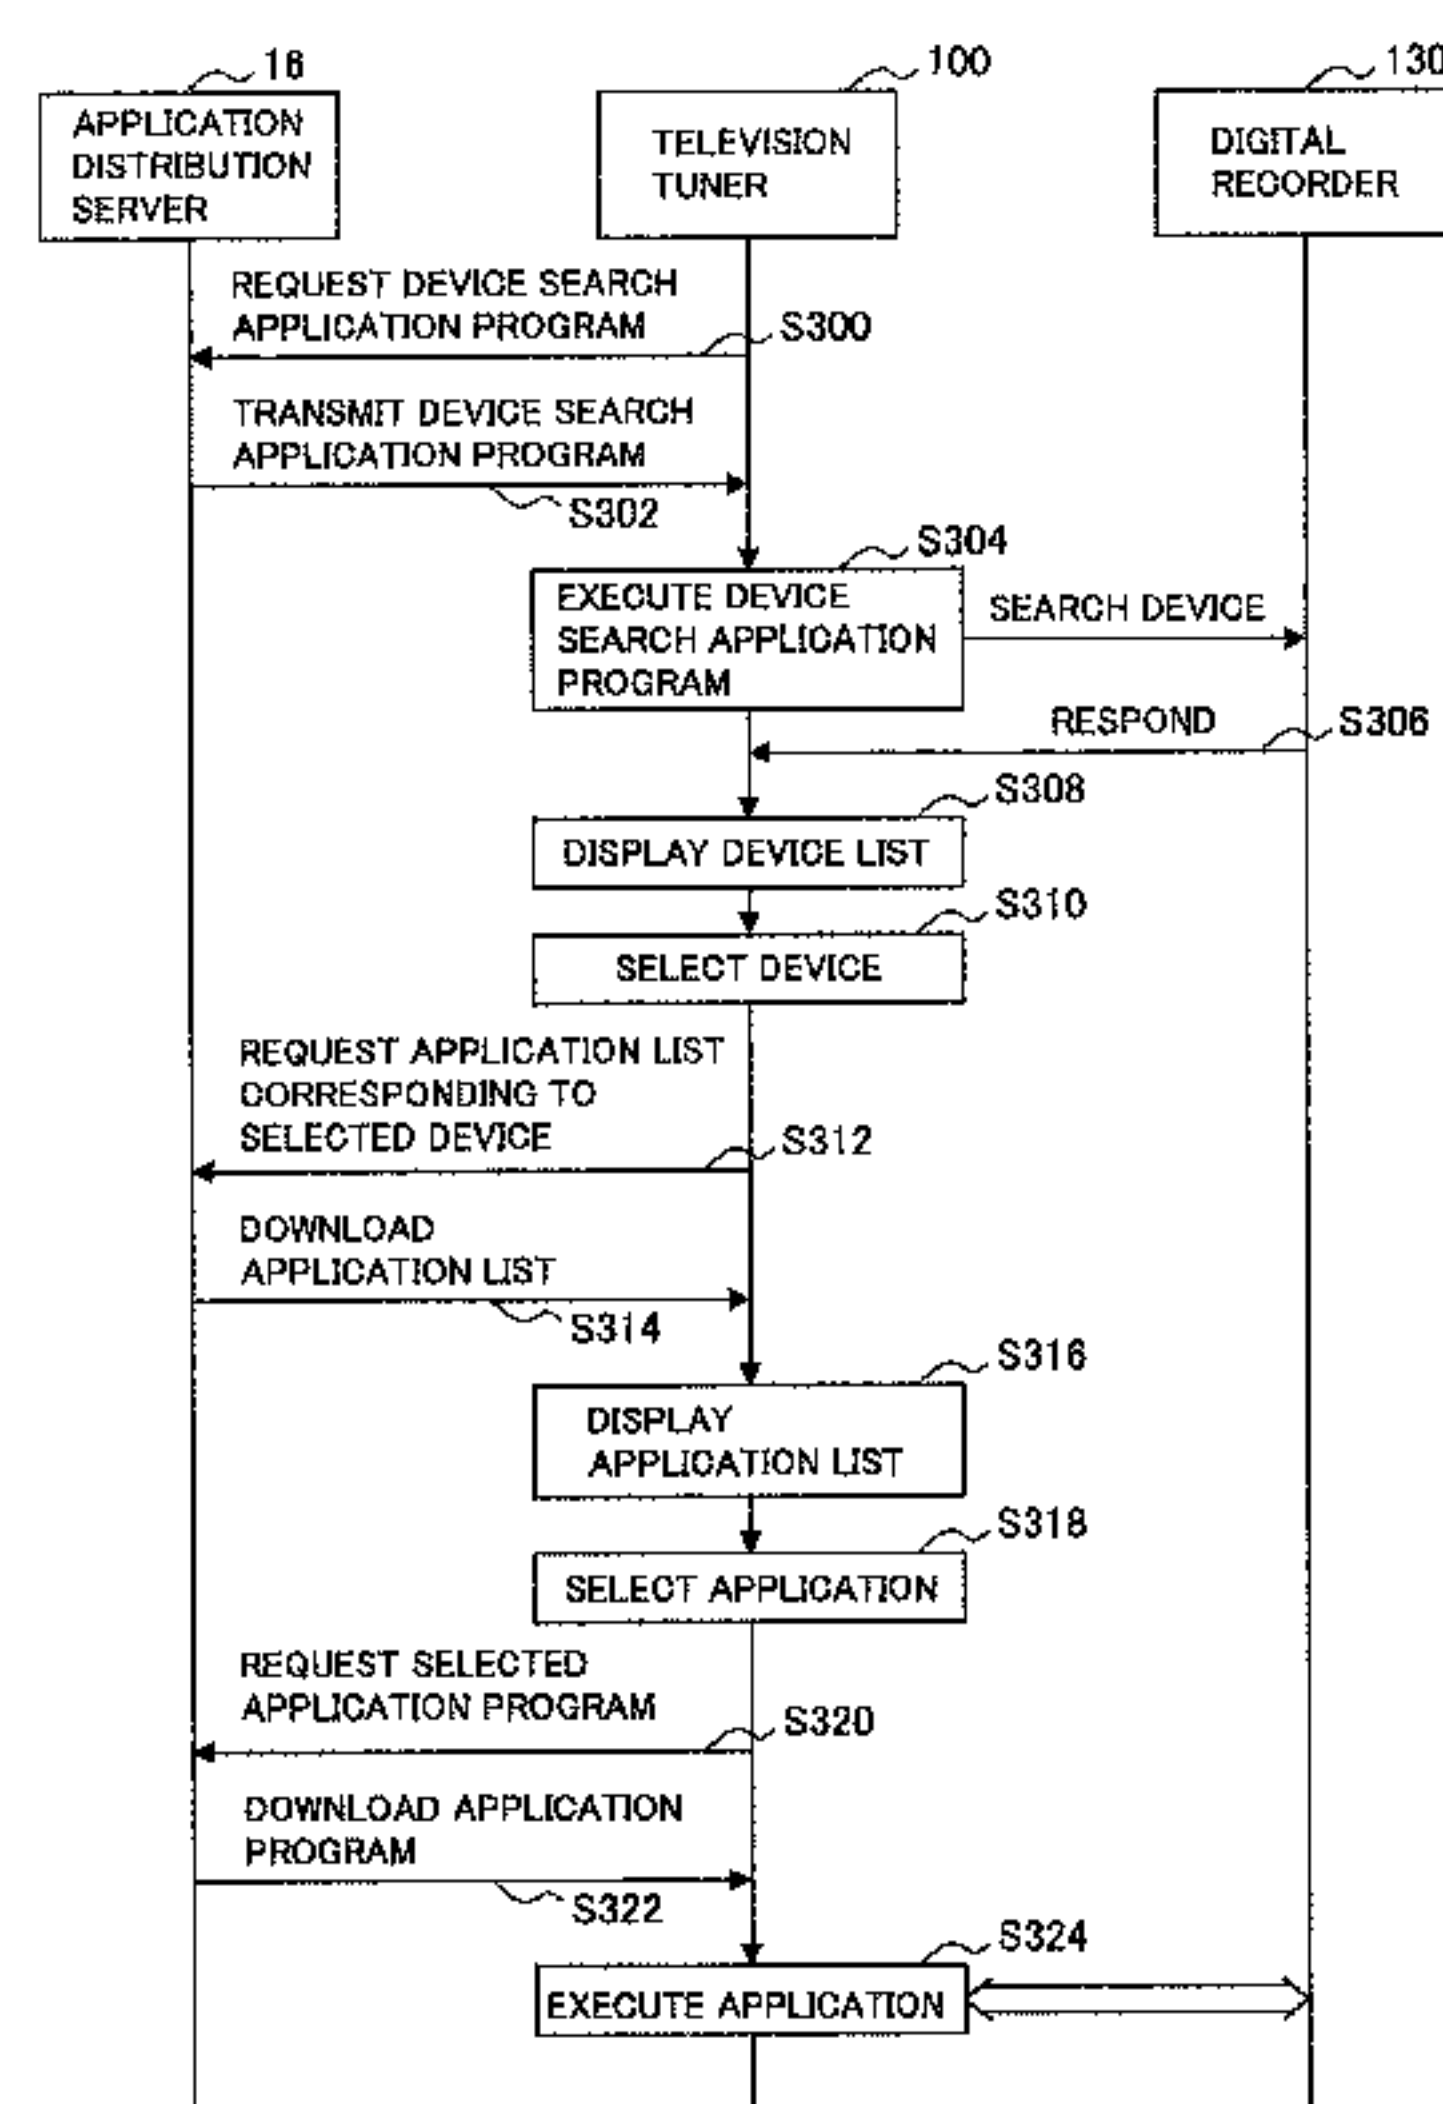 16
100
130
APPLICATION
DISTRIBUTION
SERVER
TELEVISION
TUNER
DIGITAL
RECORDER
REQUEST DEVICE SEARCH
APPLICATION PROGRAM
S300
TRANSMIT DEVICE SEARCH
APPLICATION PROGRAM
S302
S304
EXECUTE DEVICE
SEARCH APPLICATION
PROGRAM
SEARCH DEVICE
RESPOND
S306
S308
DISPLAY DEVICE LIST
S310
SELECT DEVICE
REQUEST APPLICATION LIST
CORRESPONDING TO
SELECTED DEVICE
S312
DOWNLOAD
APPLICATION LIST
S314
S316
DISPLAY
APPLICATION LIST
S318
SELECT APPLICATION
REQUEST SELECTED
APPLICATION PROGRAM
S320
DOWNLOAD APPLICATION
PROGRAM
S322
S324
EXECUTE APPLICATION